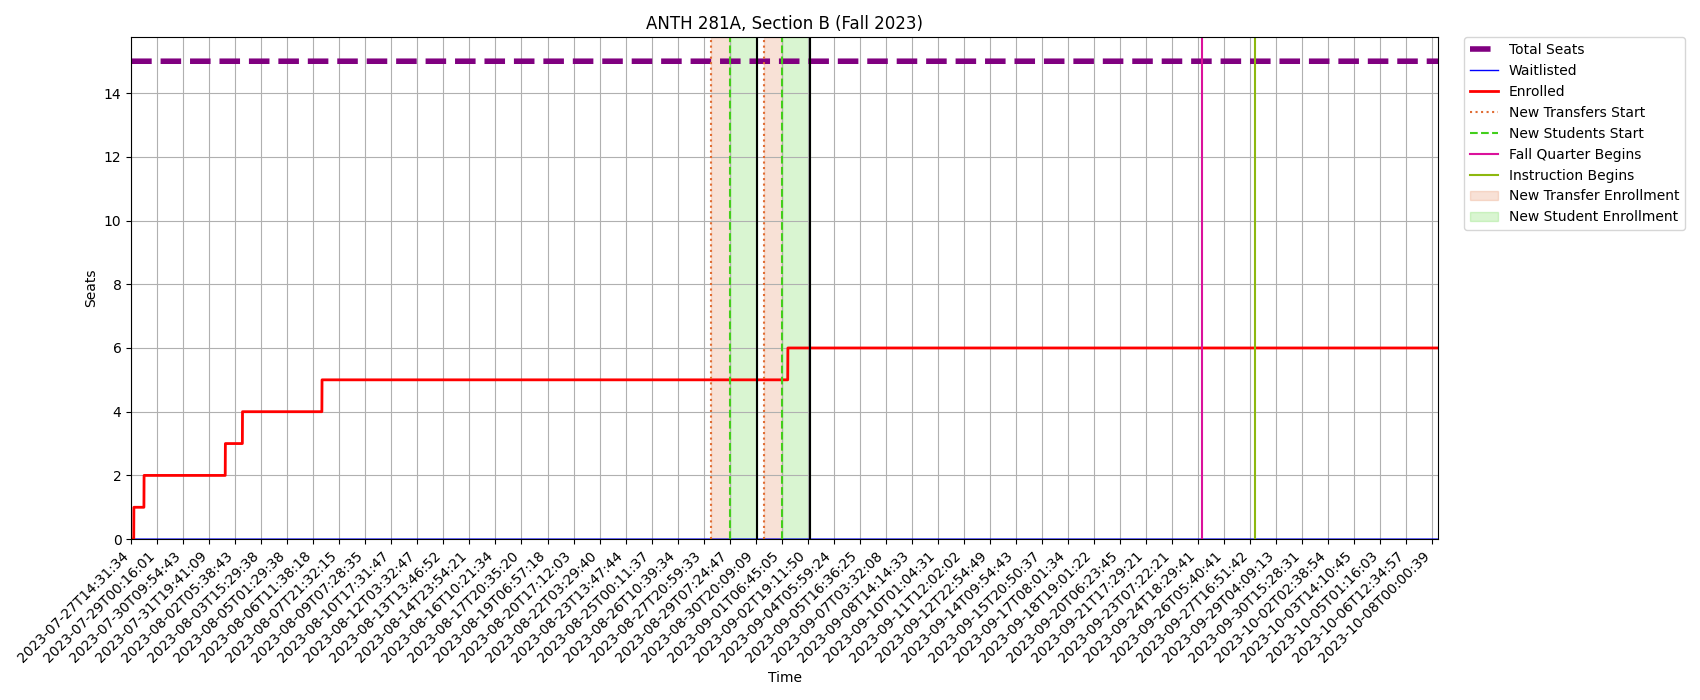 ANTH 281A, Section B (Fall 2023)
Total Seats
Waitlisted
Enrolled
New Transfers Start
New Students Start
Fall Quarter Begins
Instruction Begins
New Transfer Enrollment
New Student Enrollment
Seats
14
12
10
8
6
4
2
0
2023-07-27T14:31:34
2023-07-29T00:16:01
2023-07-30T09:54:43
2023-07-31T19:41:09
2023-08-02T05:38:43
2023-08-03T15:29:38
2023-08-05T01:29:38
2023-08-06T11:38:18
2023-08-07T21:32:15
2023-08-09T07:28:35
2023-08-10T17:31:47
2023-08-12T03:32:47
2023-08-13T13:46:52
2023-08-14T23:54:21
2023-08-16T10:21:34
2023-08-17T20:35:20
2023-08-19T06:57:18
2023-08-20T17:12:03
2023-08-22T03:29:40
2023-08-23T13:47:44
2023-08-25T00:11:37
2023-08-26T10:39:34
2023-08-27T20:59:33
2023-08-29T07:24:47
2023-08-30T20:09:09
2023-09-01T06:45:05
2023-09-02T19:11:50
2023-09-04T05:59:24
2023-09-05T16:36:25
2023-09-07T03:32:08
2023-09-08T14:14:33
2023-09-10T01:04:31
2023-09-11T12:02:02
2023-09-12T22:54:49
2023-09-14T09:54:43
2023-09-15T20:50:37
2023-09-17T08:01:34
2023-09-18T19:01:22
2023-09-20T06:23:45
2023-09-21T17:29:21
2023-09-23T07:22:21
2023-09-24T18:29:41
2023-09-26T05:40:41
2023-09-27T16:51:42
2023-09-29T04:09:13
2023-09-30T15:28:31
2023-10-02T02:38:54
2023-10-03T14:10:45
2023-10-05T01:16:03
2023-10-06T12:34:57
2023-10-08T00:00:39
Time